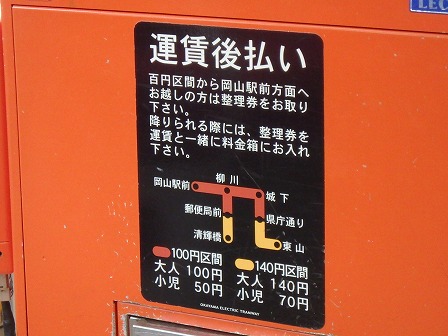 LEC
運賃後払い
百円区間から岡山駅前方面へ
お越しの方は整理券をお取り
下さい。
降りられる際には、整理券を
運賃と一緒に料金箱にお入れ
下さい。
柳川
岡山駅前
城下
郵便局前
県庁通り
清輝橋
東山
100円区間
大人 100円
小児 50円
140円区間
大人 140円
小児 70円
OKAYAMA ELECTRIC TRAMWAY